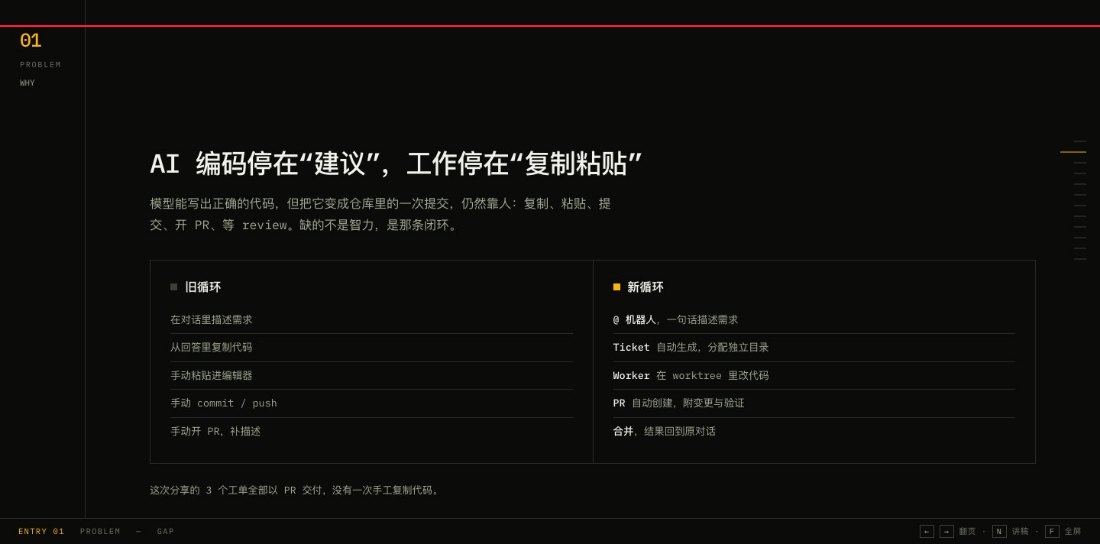 01
PROBLEM
WHY
AI 编码停在“建议”，工作停在“复制粘贴”
模型能写出正确的代码，但把它变成仓库里的一次提交，仍然靠人：复制、粘贴、提
交、开 PR、等 review。缺的不是智力，是那条闭环。
旧循环
在对话里描述需求
从回答里复制代码
手动粘贴进编辑器
手动 commit / push
手动开 PR，补描述
新循环
@ 机器人，一句话描述需求
Ticket 自动生成，分配独立目录
Worker 在 worktree 里改代码
PR 自动创建，附变更与验证
合并，结果回到原对话
这次分享的 3 个工单全部以 PR 交付，没有一次手工复制代码。
ENTRY 01 PROBLEM — GAP
← → 翻页 · N 讲稿 · F 全屏